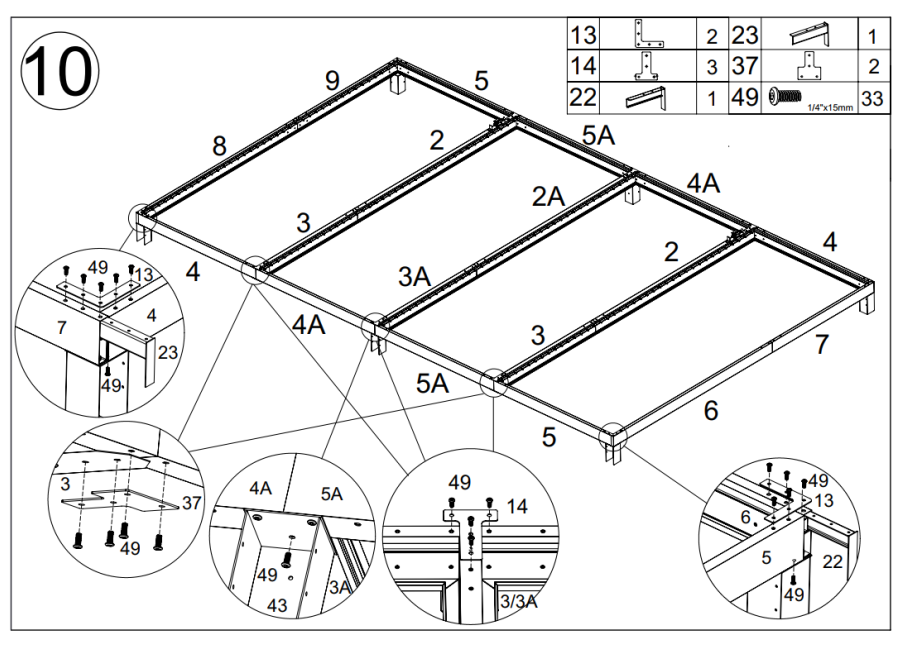 10
13 2 23 1
14 3 37 2
22 1 49 1/4"x15mm 33
9 5
8 2 5A
2A 4A
3 2 4
4 3A
4A 3 7
5A 6
5
49 13
7 4
23
49
3 37
49
4A 5A
49 3A
43
49 14
3/3A
49
13
6
5 22
49